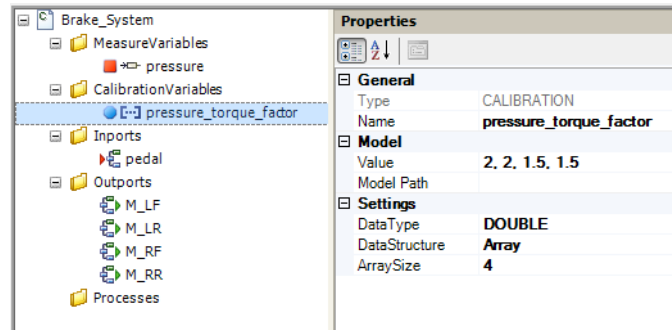 Brake_System
MeasureVariables
pressure
CalibrationVariables
pressure_torque_factor
Inports
pedal
Outports
M_LF
M_LR
M_RF
M_RR
Processes
Properties
General
Type CALIBRATION
Name pressure_torque_factor
Model
Value 2, 2, 1.5, 1.5
Model Path
Settings
DataType DOUBLE
DataStructure Array
ArraySize 4